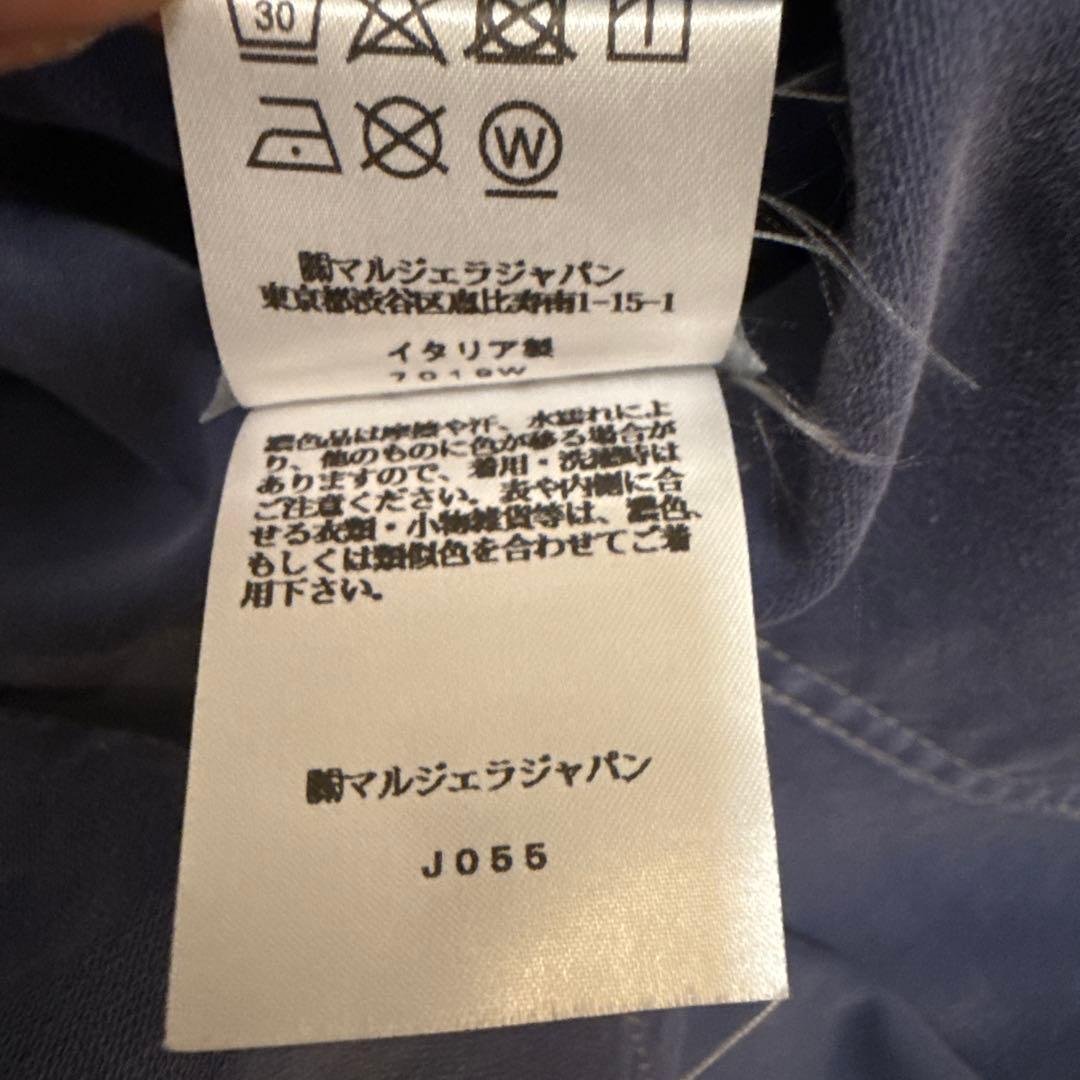 30
W
㈱マルジェラジャパン
東京都渋谷区恵比寿南1-15-1
イタリア製
7019W
濃色品は摩擦や汗、水濡れによ
り、他のものに色が移る場合が
ありますので、着用・洗濯時は
ご注意ください。表や内側に合
せる衣類・小物雑貨等は、濃色、
もしくは類似色を合わせてご着
用下さい。
㈱マルジェラジャパン
J055